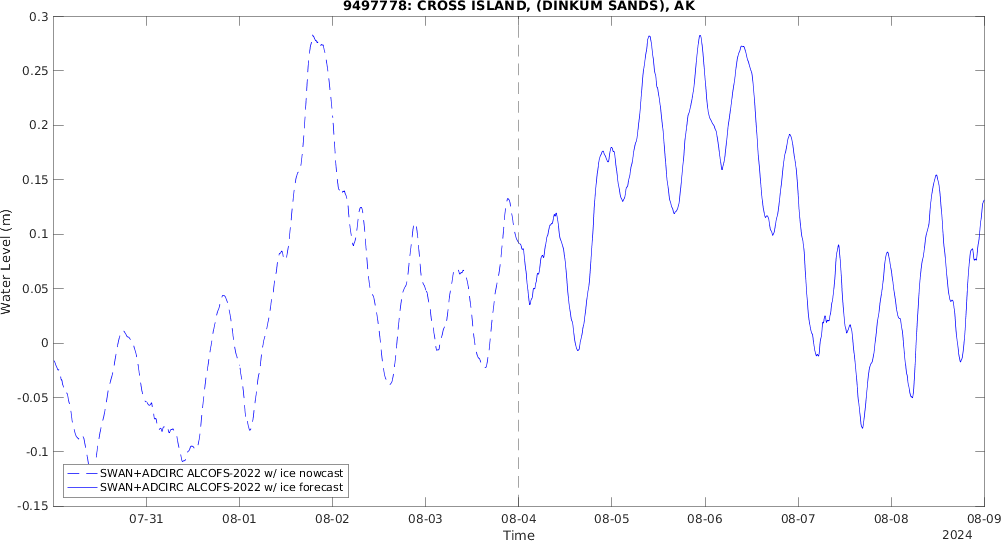 9497778: CROSS ISLAND, (DINKUM SANDS), AK
0.3
0.25
0.2
0.15
0.1
0.05
0
-0.05
-0.1
-0.15
Water Level (m)
SWAN+ADCIRC ALCOFS-2022 w/ ice nowcast
SWAN+ADCIRC ALCOFS-2022 w/ ice forecast
07-31 08-01 08-02 08-03 08-04 08-05 08-06 08-07 08-08 08-09
Time
2024